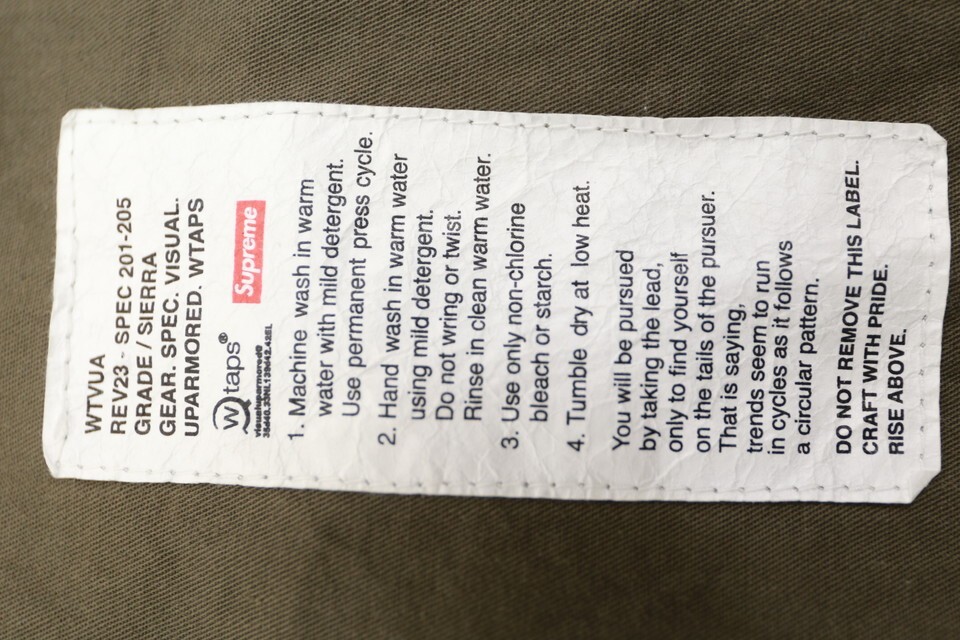 WTVUA
REV23 - SPEC 201-205
GRADE / SIERRA
GEAR. SPEC. VISUAL.
UPARMORED. WTAPS
Wtaps®
visualuparmored®
Supreme
1. Machine wash in warm
water with mild detergent.
Use permanent press cycle.
2. Hand wash in warm water
using mild detergent.
Do not wring or twist.
Rinse in clean warm water.
3. Use only non-chlorine
bleach or starch.
4. Tumble dry at low heat.
You will be pursued
by taking the lead,
only to find yourself
on the tails of the pursuer.
That is saying,
trends seem to run
in cycles as it follows
a circular pattern.
DO NOT REMOVE THIS LABEL.
CRAFT WITH PRIDE.
RISE ABOVE.